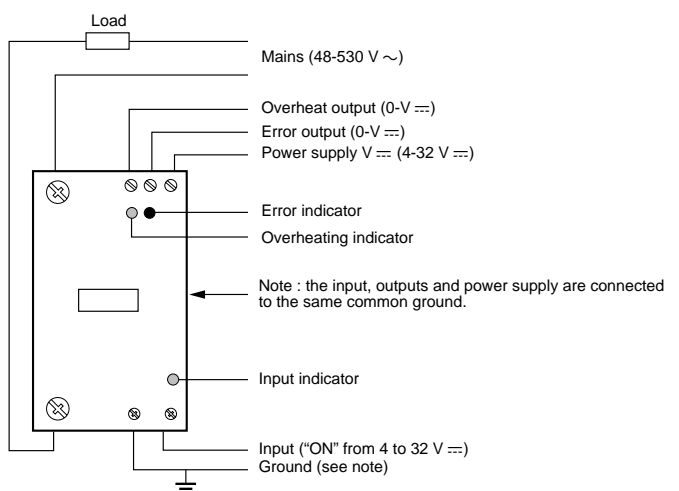 Load
Mains (48-530 V ∼)
Overheat output (0-V ⎓)
Error output (0-V ⎓)
Power supply V ⎓ (4-32 V ⎓)
Error indicator
Overheating indicator
Note : the input, outputs and power supply are connected
to the same common ground.
Input indicator
Input (“ON” from 4 to 32 V ⎓)
Ground (see note)